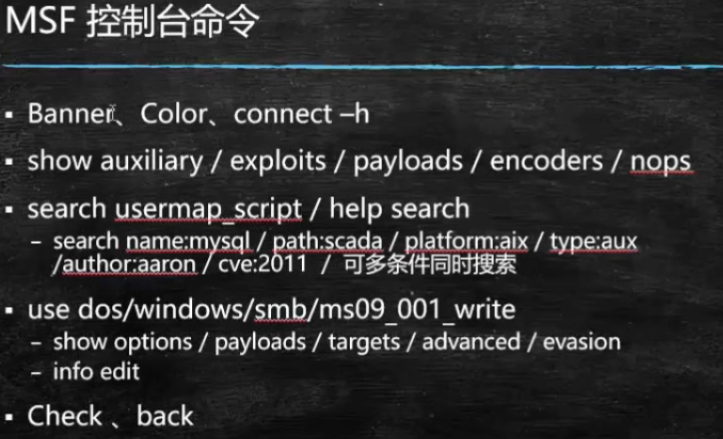 MSF 控制台命令
▪ Banner、Color、connect –h
▪ show auxiliary / exploits / payloads / encoders / nops
▪ search usermap_script / help search
– search name:mysql / path:scada / platform:aix / type:aux
/author:aaron / cve:2011 / 可多条件同时搜索
▪ use dos/windows/smb/ms09_001_write
– show options / payloads / targets / advanced / evasion
– info edit
▪ Check 、back